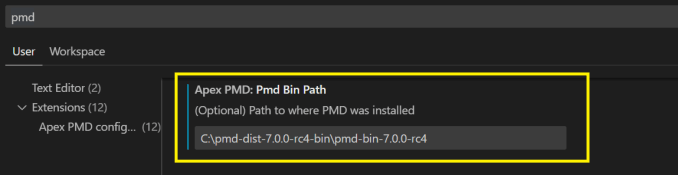 pmd
User Workspace
Text Editor (2)
Extensions (12)
Apex PMD config... (12)
Apex PMD: Pmd Bin Path
(Optional) Path to where PMD was installed
C:\pmd-dist-7.0.0-rc4-bin\pmd-bin-7.0.0-rc4